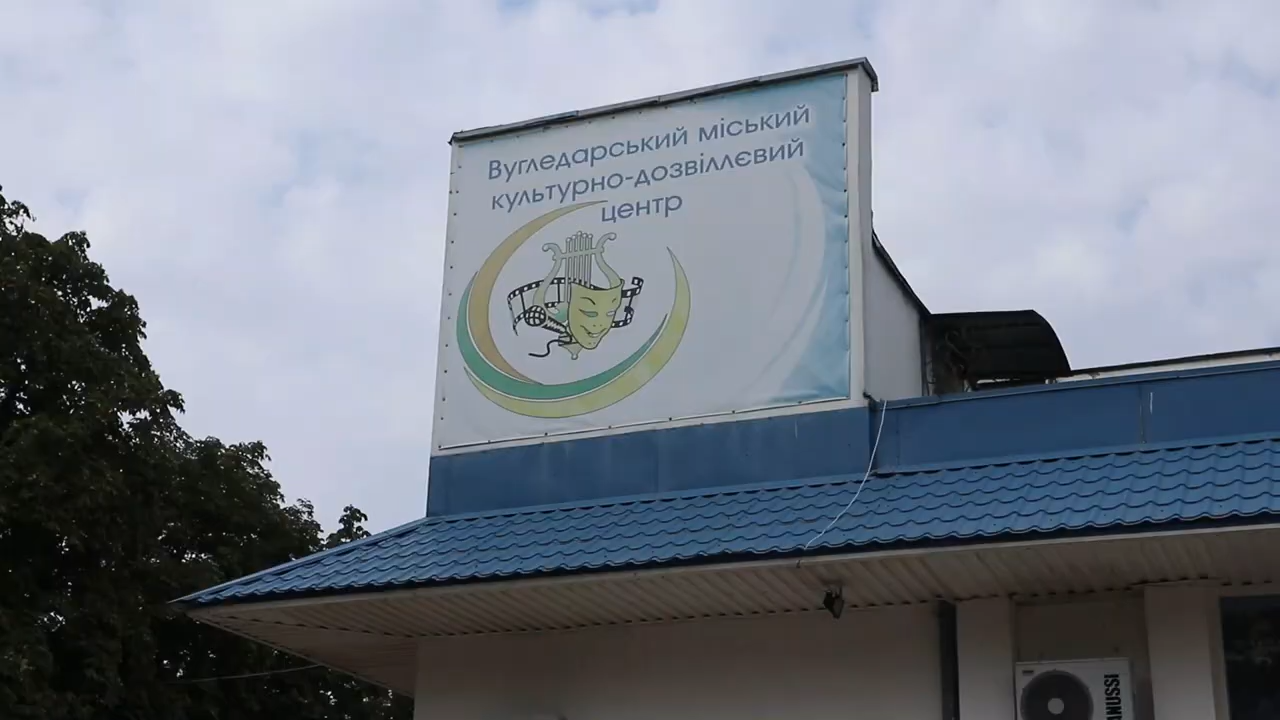 Вугледарський міський
культурно-дозвіллєвий
центр